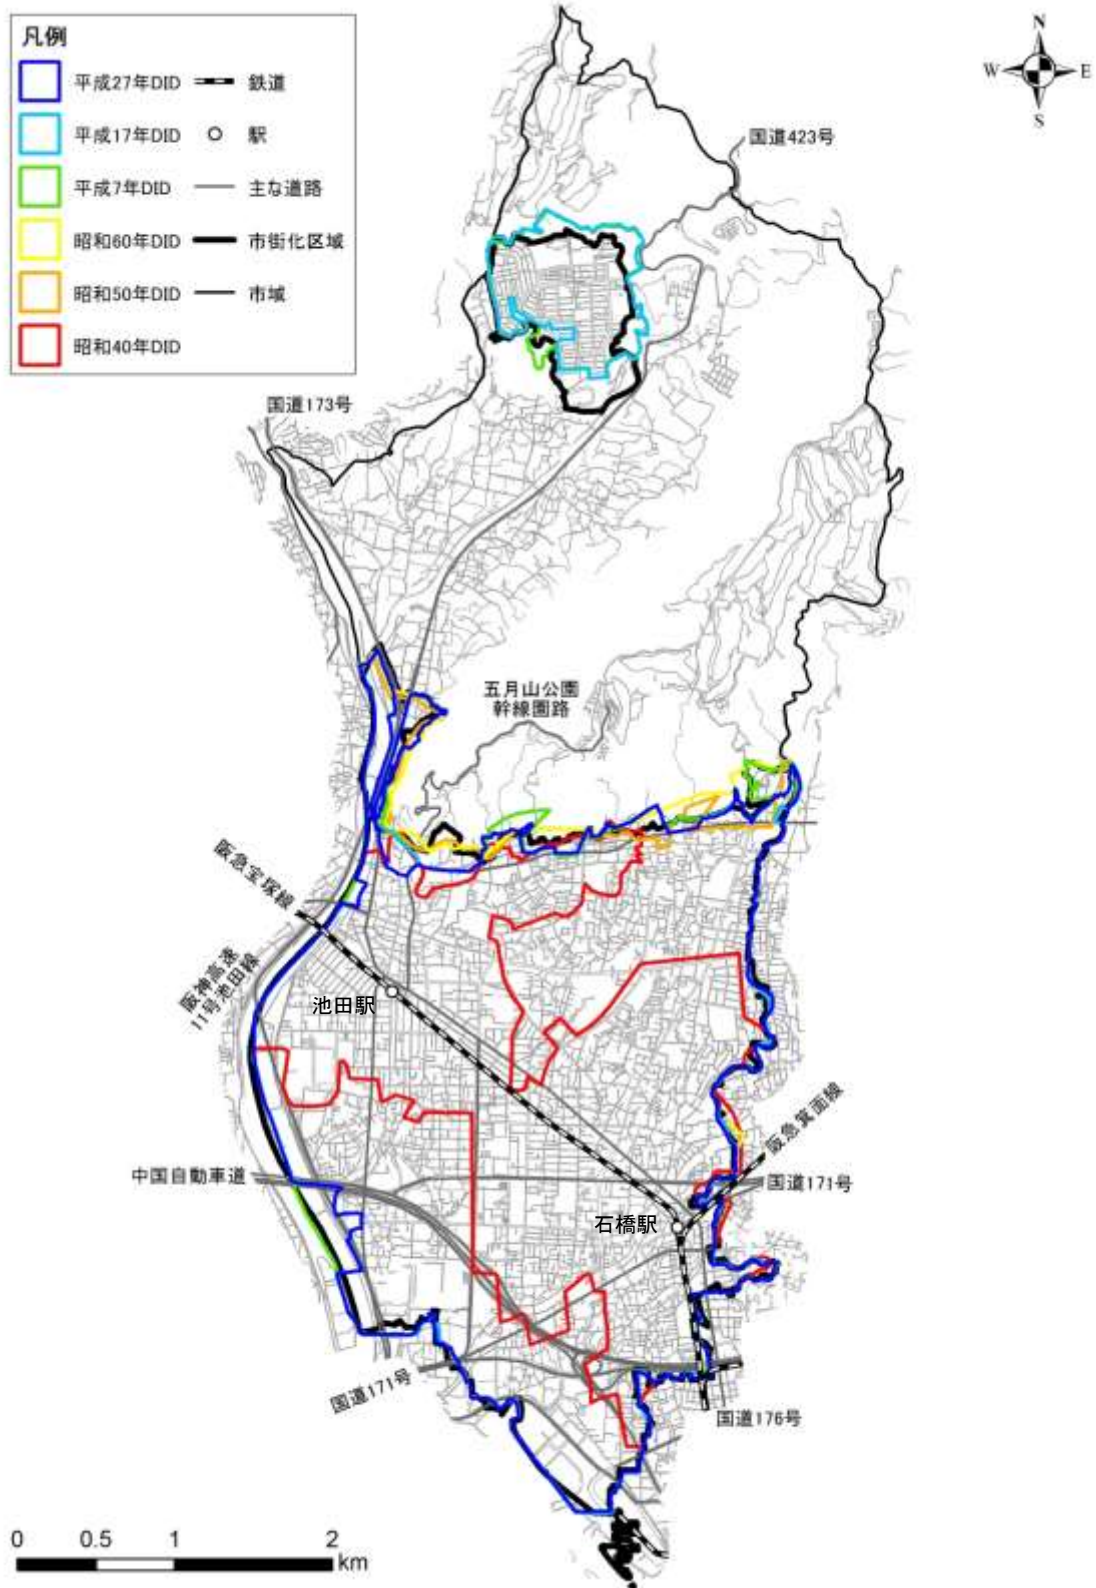 凡例
平成27年DID
鉄道
平成17年DID
駅
平成7年DID
主な道路
昭和60年DID
市街化区域
昭和50年DID
市域
昭和40年DID
N
W
E
S
国道423号
国道173号
五月山公園
幹線園路
阪急宝塚線
阪神高速
11号池田線
池田駅
阪急箕面線
中国自動車道
国道171号
石橋駅
国道171号
国道176号
0 0.5 1 2
km